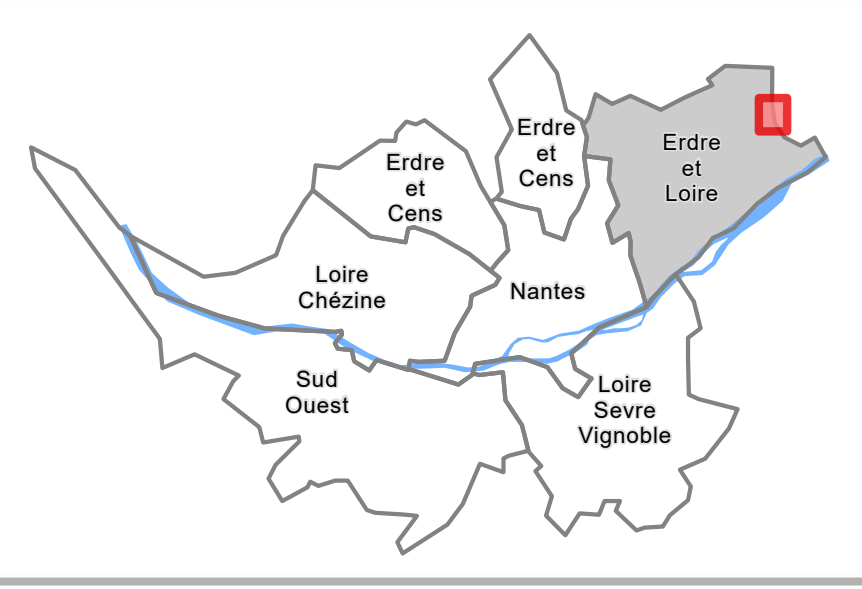 Erdre
et
Cens
Erdre
et
Cens
Erdre
et
Loire
Loire
Chézine
Nantes
Sud
Ouest
Loire
Sevre
Vignoble